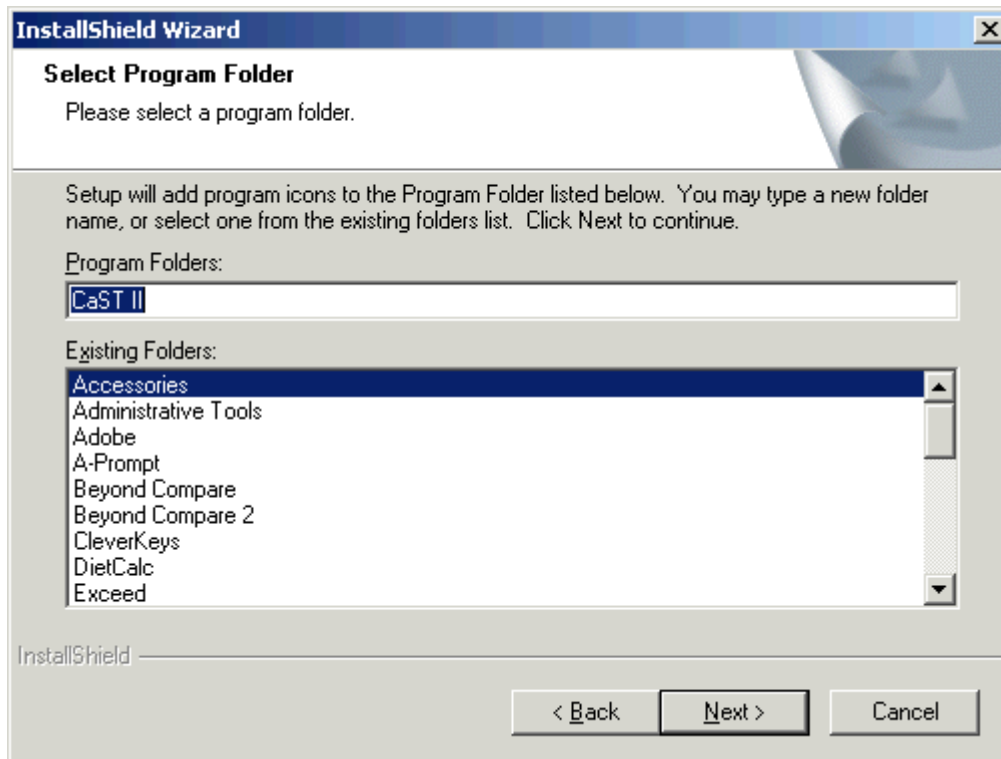 InstallShield Wizard
Select Program Folder
Please select a program folder.
Setup will add program icons to the Program Folder listed below.  You may type a new folder
name, or select one from the existing folders list.  Click Next to continue.
Program Folders:
CaST II
Existing Folders:
Accessories
Administrative Tools
Adobe
A-Prompt
Beyond Compare
Beyond Compare 2
CleverKeys
DietCalc
Exceed
InstallShield
< Back
Next >
Cancel